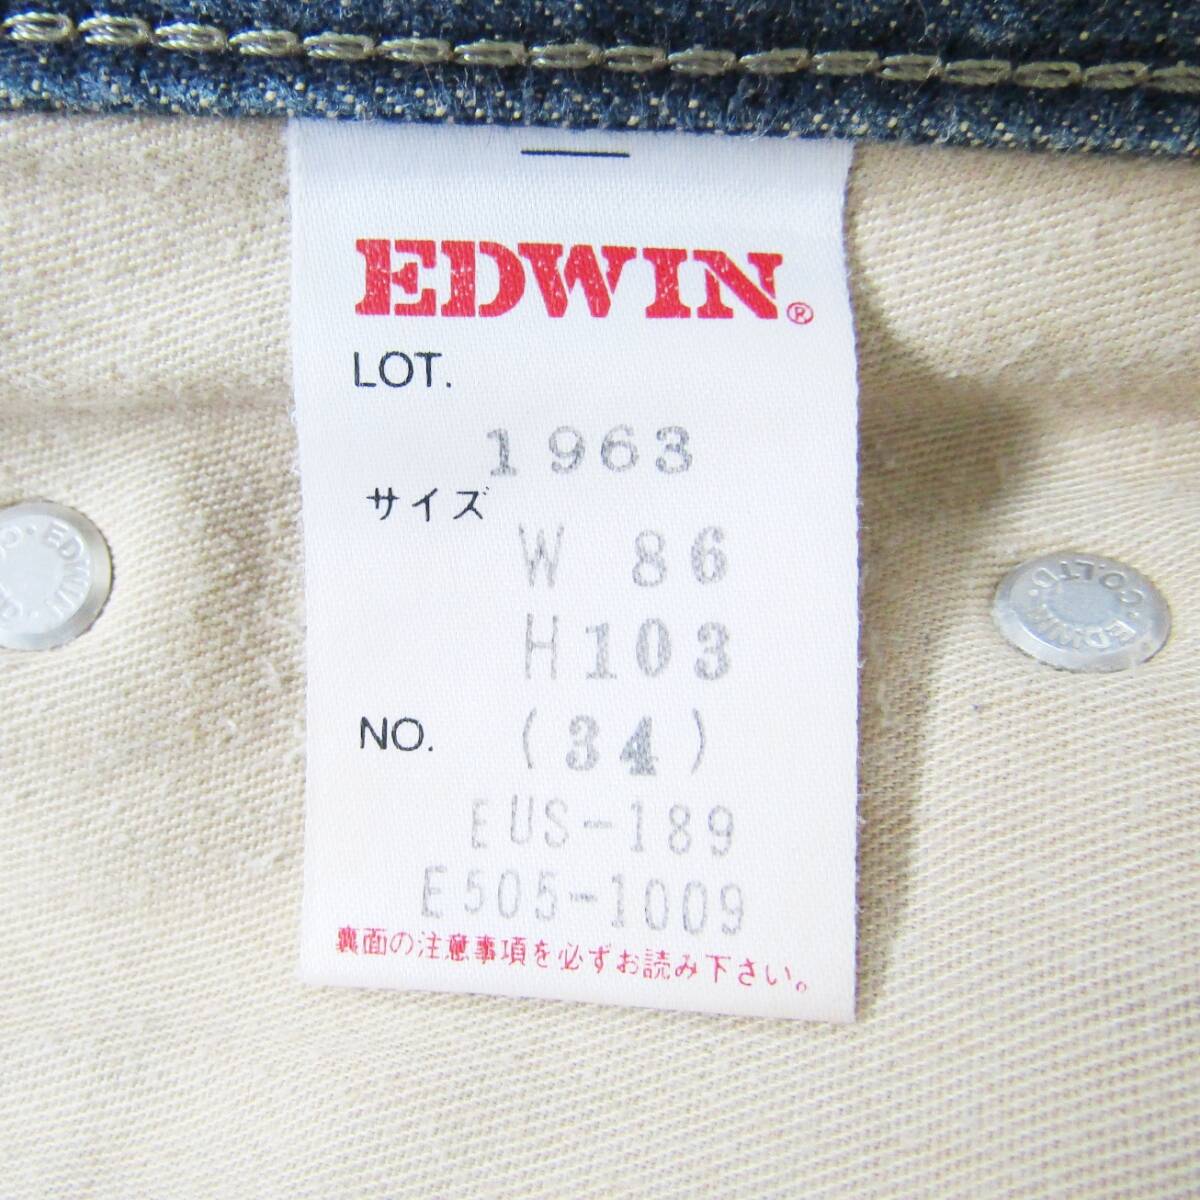 EDWIN®
LOT.
1963
サイズ
W 86
H103
NO. (34)
EUS-189
E505-1009
裏面の注意事項を必ずお読み下さい。
EDWIN · CO
EDWIN · CO.LTD ·